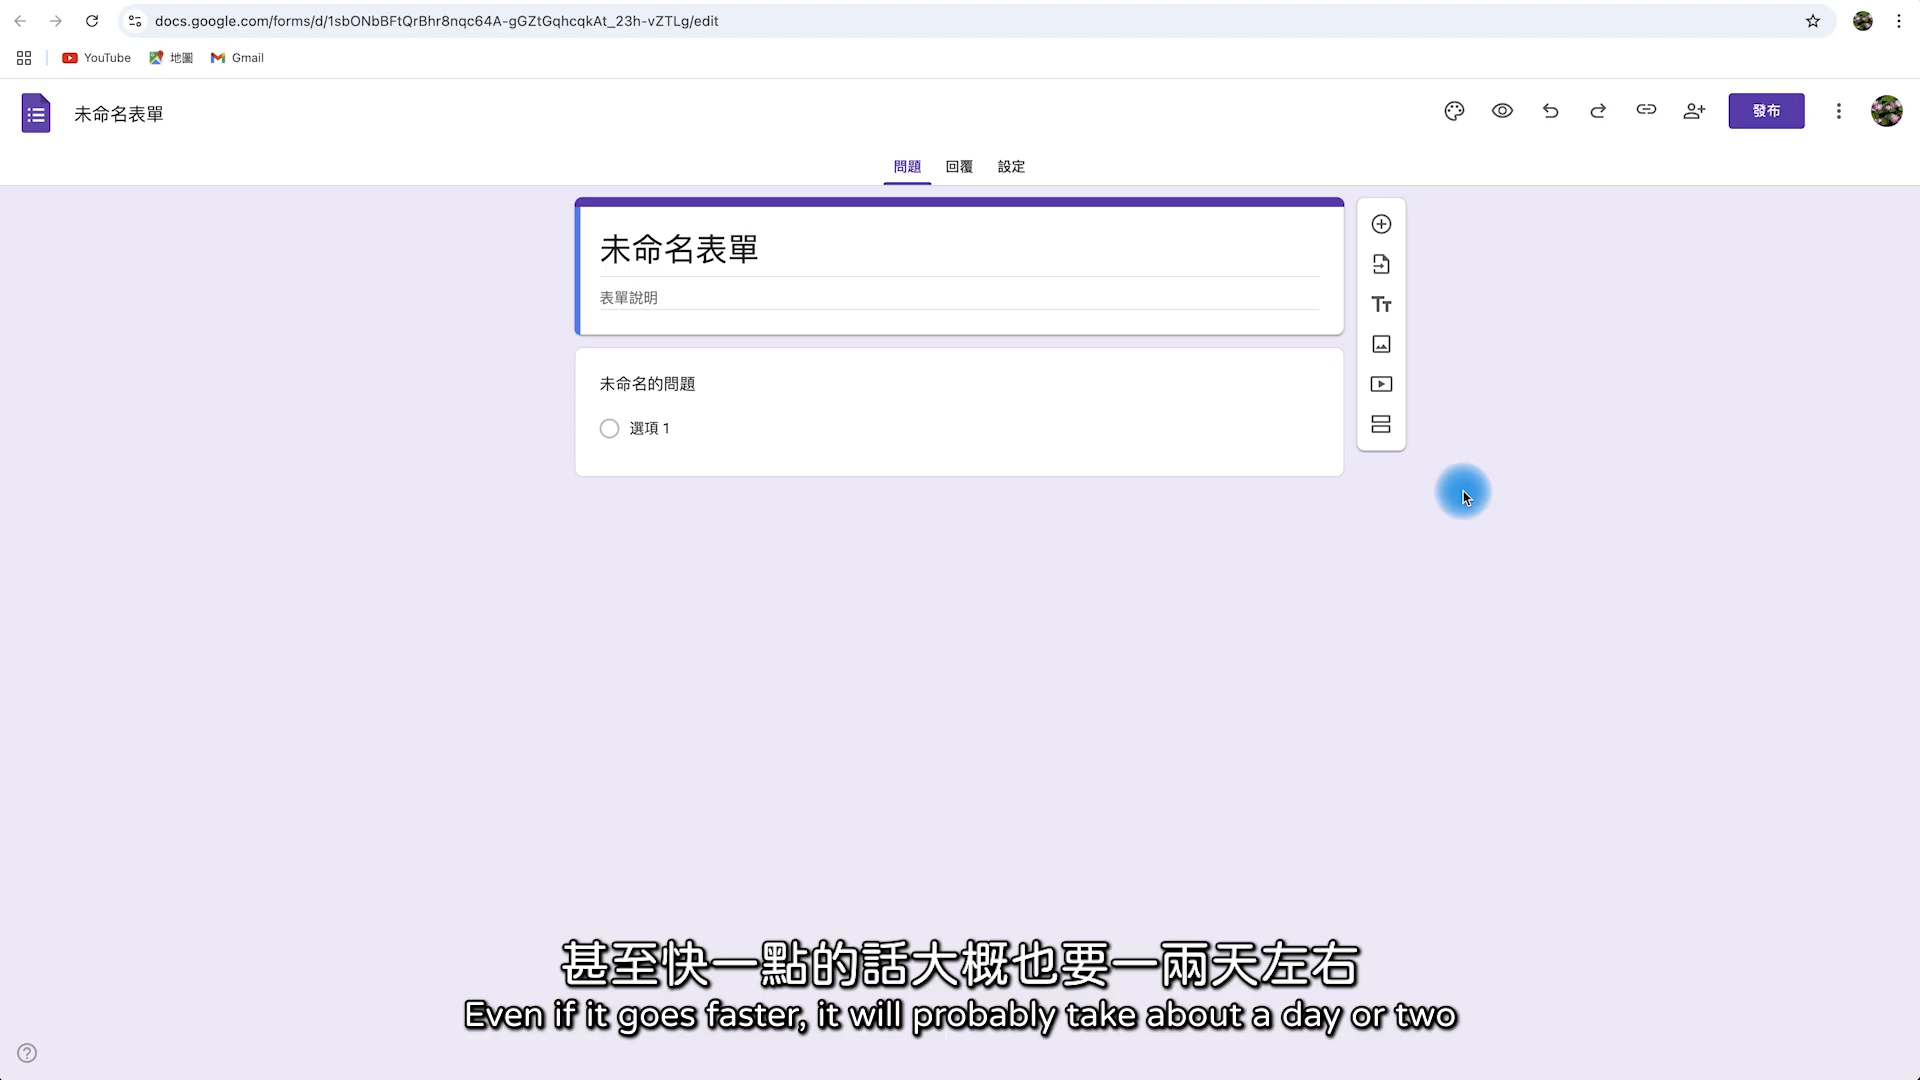 docs.google.com/forms/d/1sbONbBFtQrBhr8nqc64A-gGZtGqhcqkAt_23h-vZTLg/edit
YouTube 地圖 Gmail
未命名表單
發布
問題 回覆 設定
未命名表單
表單說明
未命名的問題
選項 1
甚至快一點的話大概也要一兩天左右
Even if it goes faster, it will probably take about a day or two